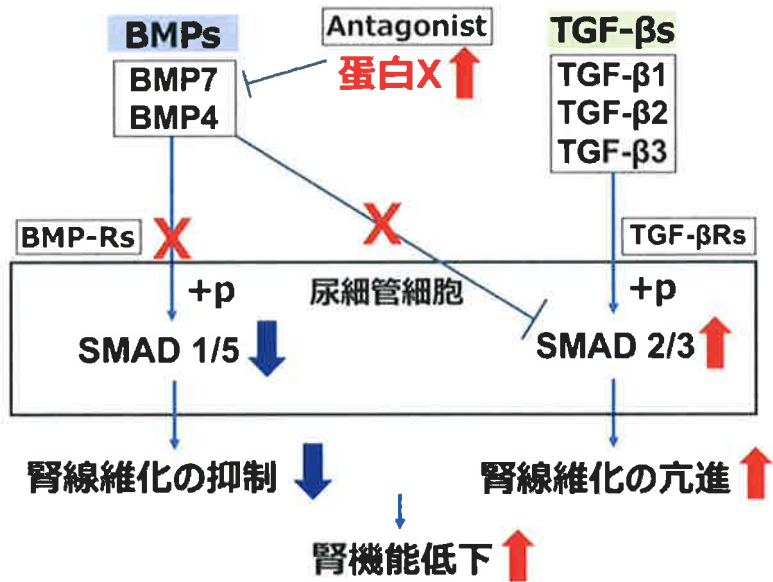 BMPs
Antagonist
TGF-βs
BMP7
BMP4
蛋白X
TGF-β1
TGF-β2
TGF-β3
BMP-Rs
X
X
TGF-βRs
+p
尿細管細胞
+p
SMAD 1/5
SMAD 2/3
腎線維化の抑制
腎線維化の亢進
腎機能低下